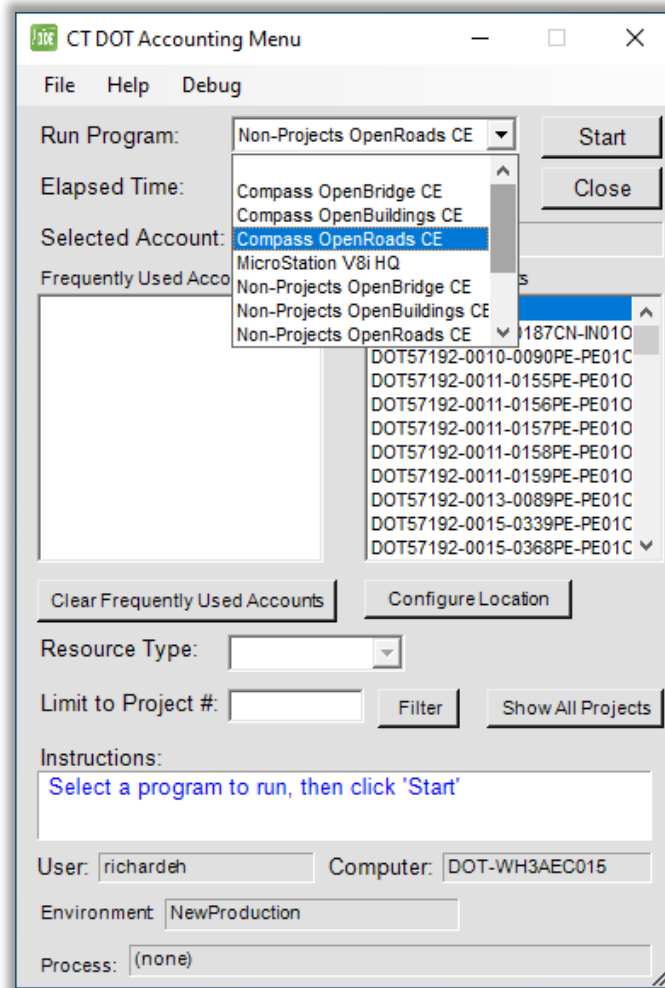 CT DOT Accounting Menu
File Help Debug
Run Program: Non-Projects OpenRoads CE Start
Elapsed Time: Close
Compass OpenBridge CE
Compass OpenBuildings CE
Selected Account: Compass OpenRoads CE
MicroStation V8i HQ
Frequently Used Acco
Non-Projects OpenBridge CE
Non-Projects OpenBuildings CE
Non-Projects OpenRoads CE
0187CN-IN01O
DOT57192-0010-0090PE-PE01C
DOT57192-0011-0155PE-PE01O
DOT57192-0011-0156PE-PE01O
DOT57192-0011-0157PE-PE01O
DOT57192-0011-0158PE-PE01O
DOT57192-0011-0159PE-PE01O
DOT57192-0013-0089PE-PE01C
DOT57192-0015-0339PE-PE01C
DOT57192-0015-0368PE-PE01C
Clear Frequently Used Accounts Configure Location
Resource Type:
Limit to Project #: Filter Show All Projects
Instructions:
Select a program to run, then click 'Start'
User: richardeh Computer: DOT-WH3AEC015
Environment NewProduction
Process: (none)